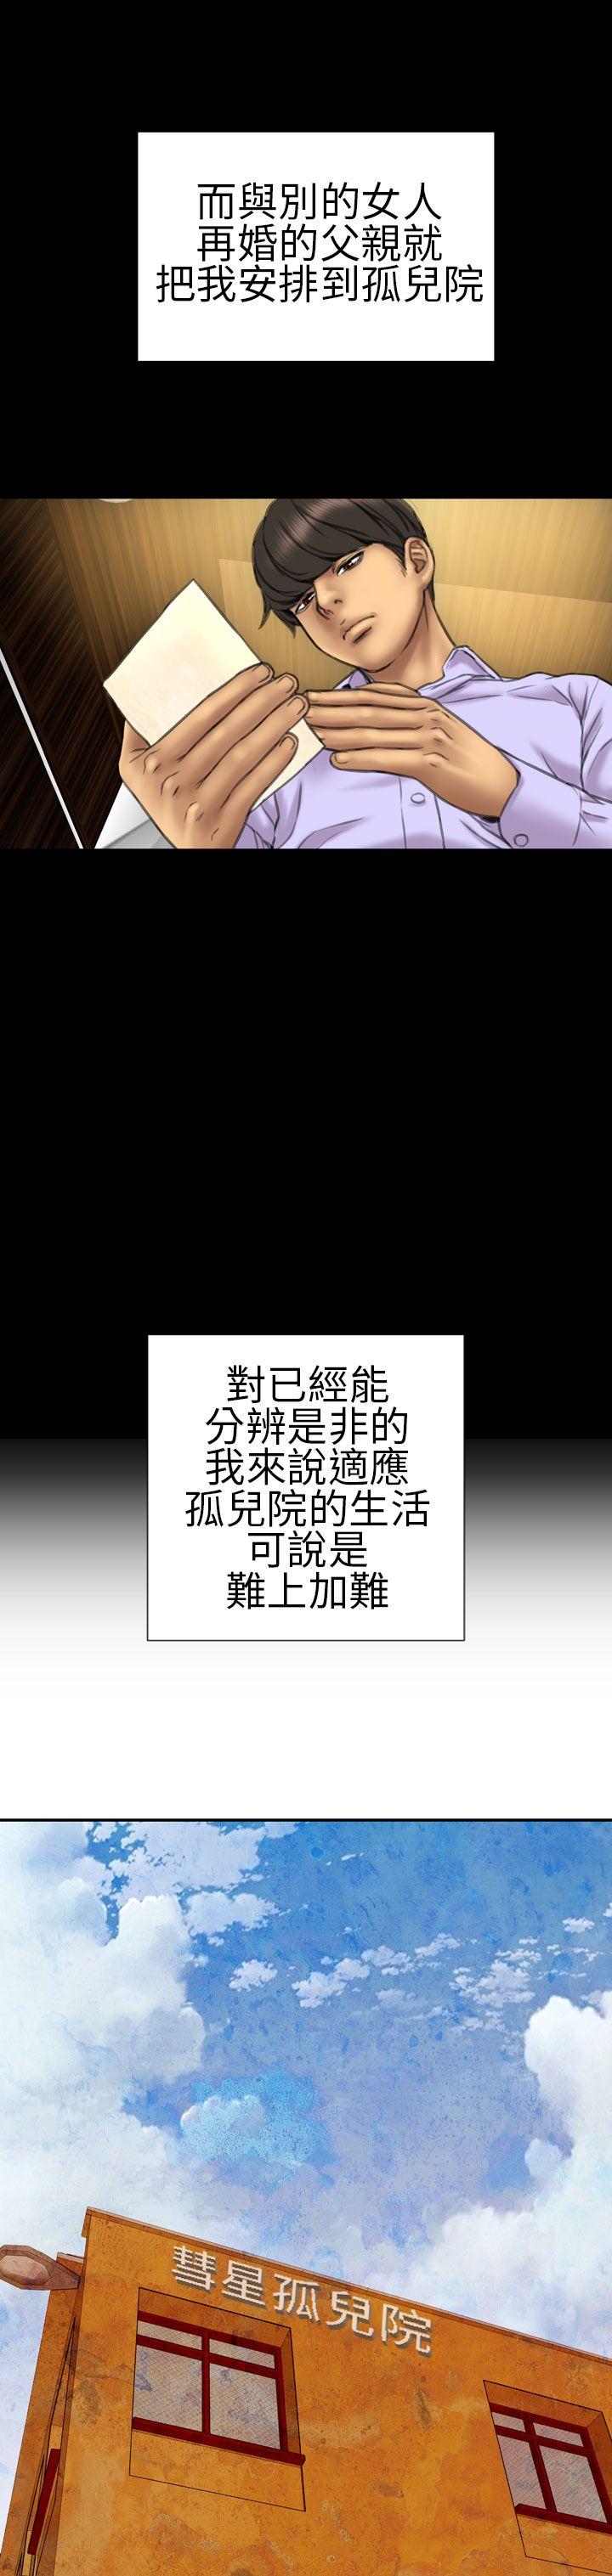 而與別的女人
再婚的父親就
把我安排到孤兒院
對已經能
分辨是非的
我來說適應
孤兒院的生活
可說是
難上加難
彗星孤兒院